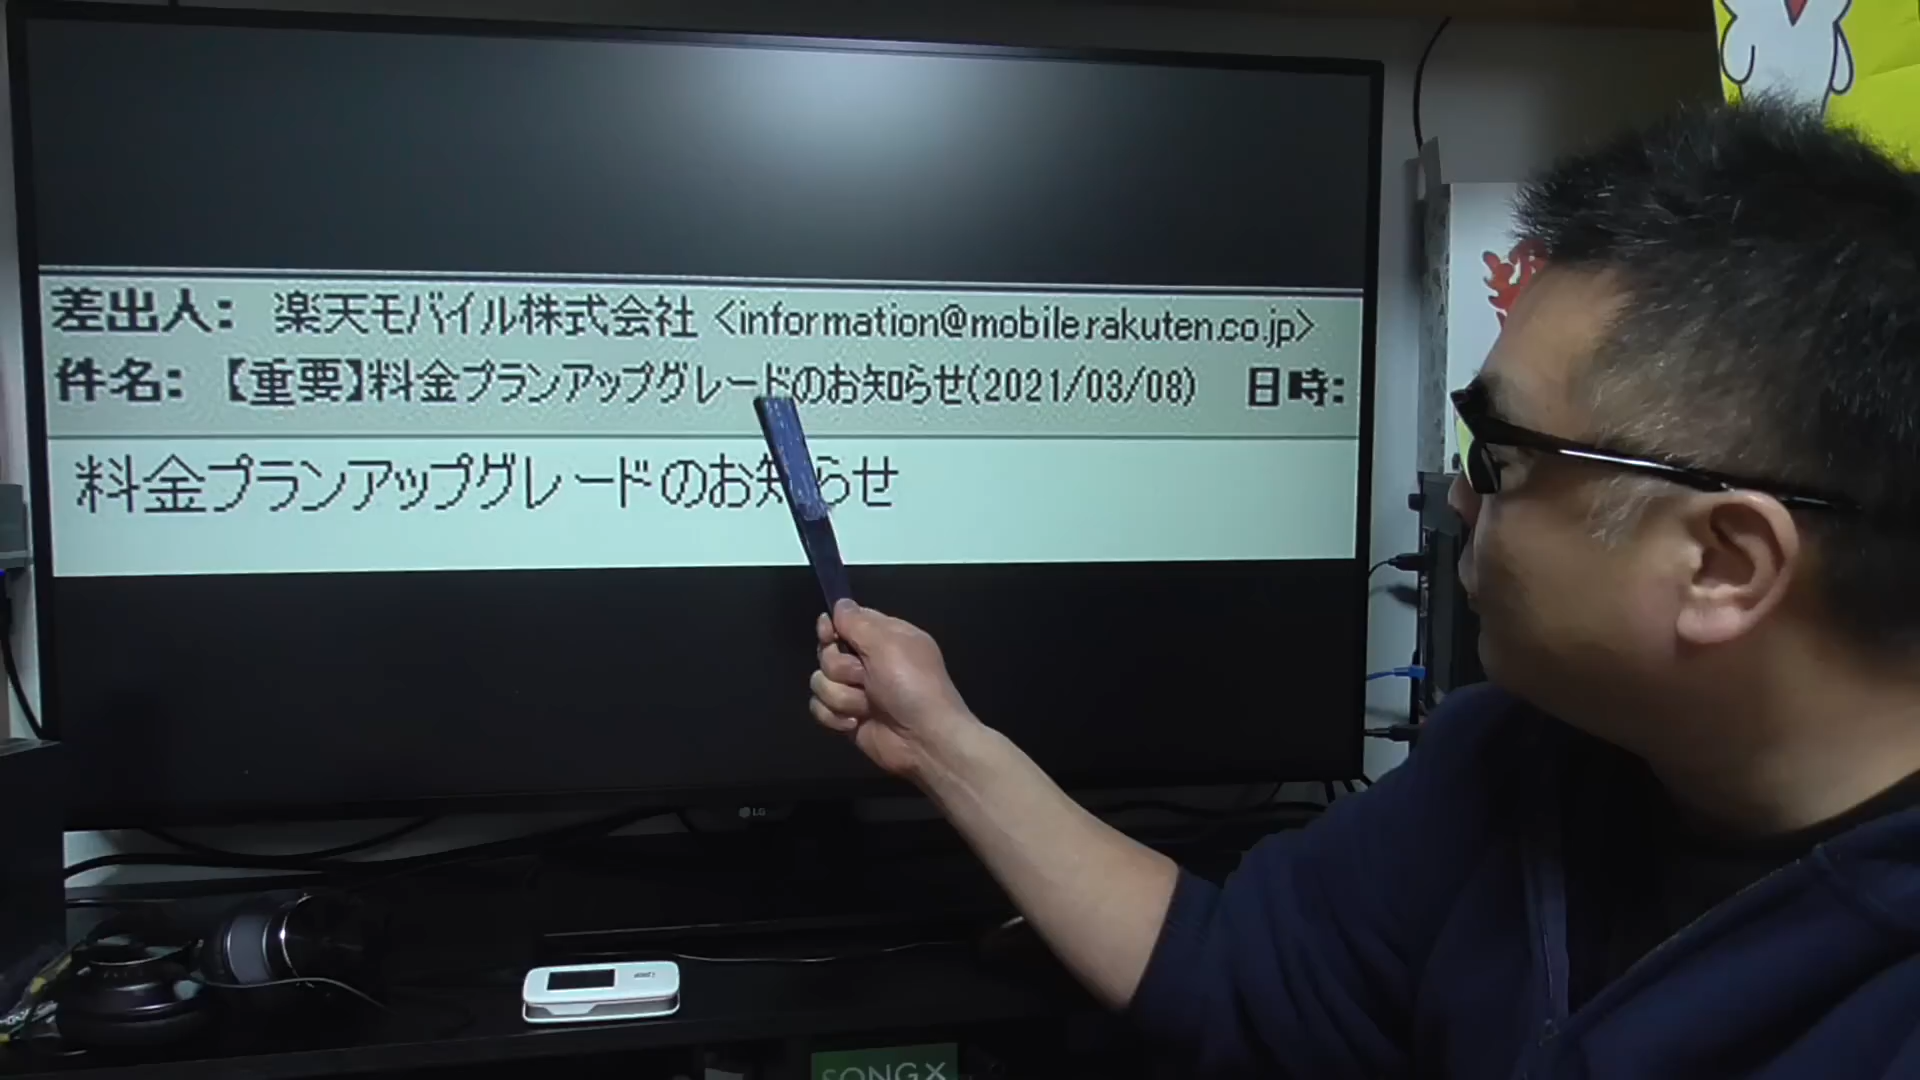 差出人: 楽天モバイル株式会社 <information@mobile.rakuten.co.jp>
件名: 【重要】料金プランアップグレードのお知らせ(2021/03/08) 日時:
料金プランアップグレードのお知らせ
LG
SONGX